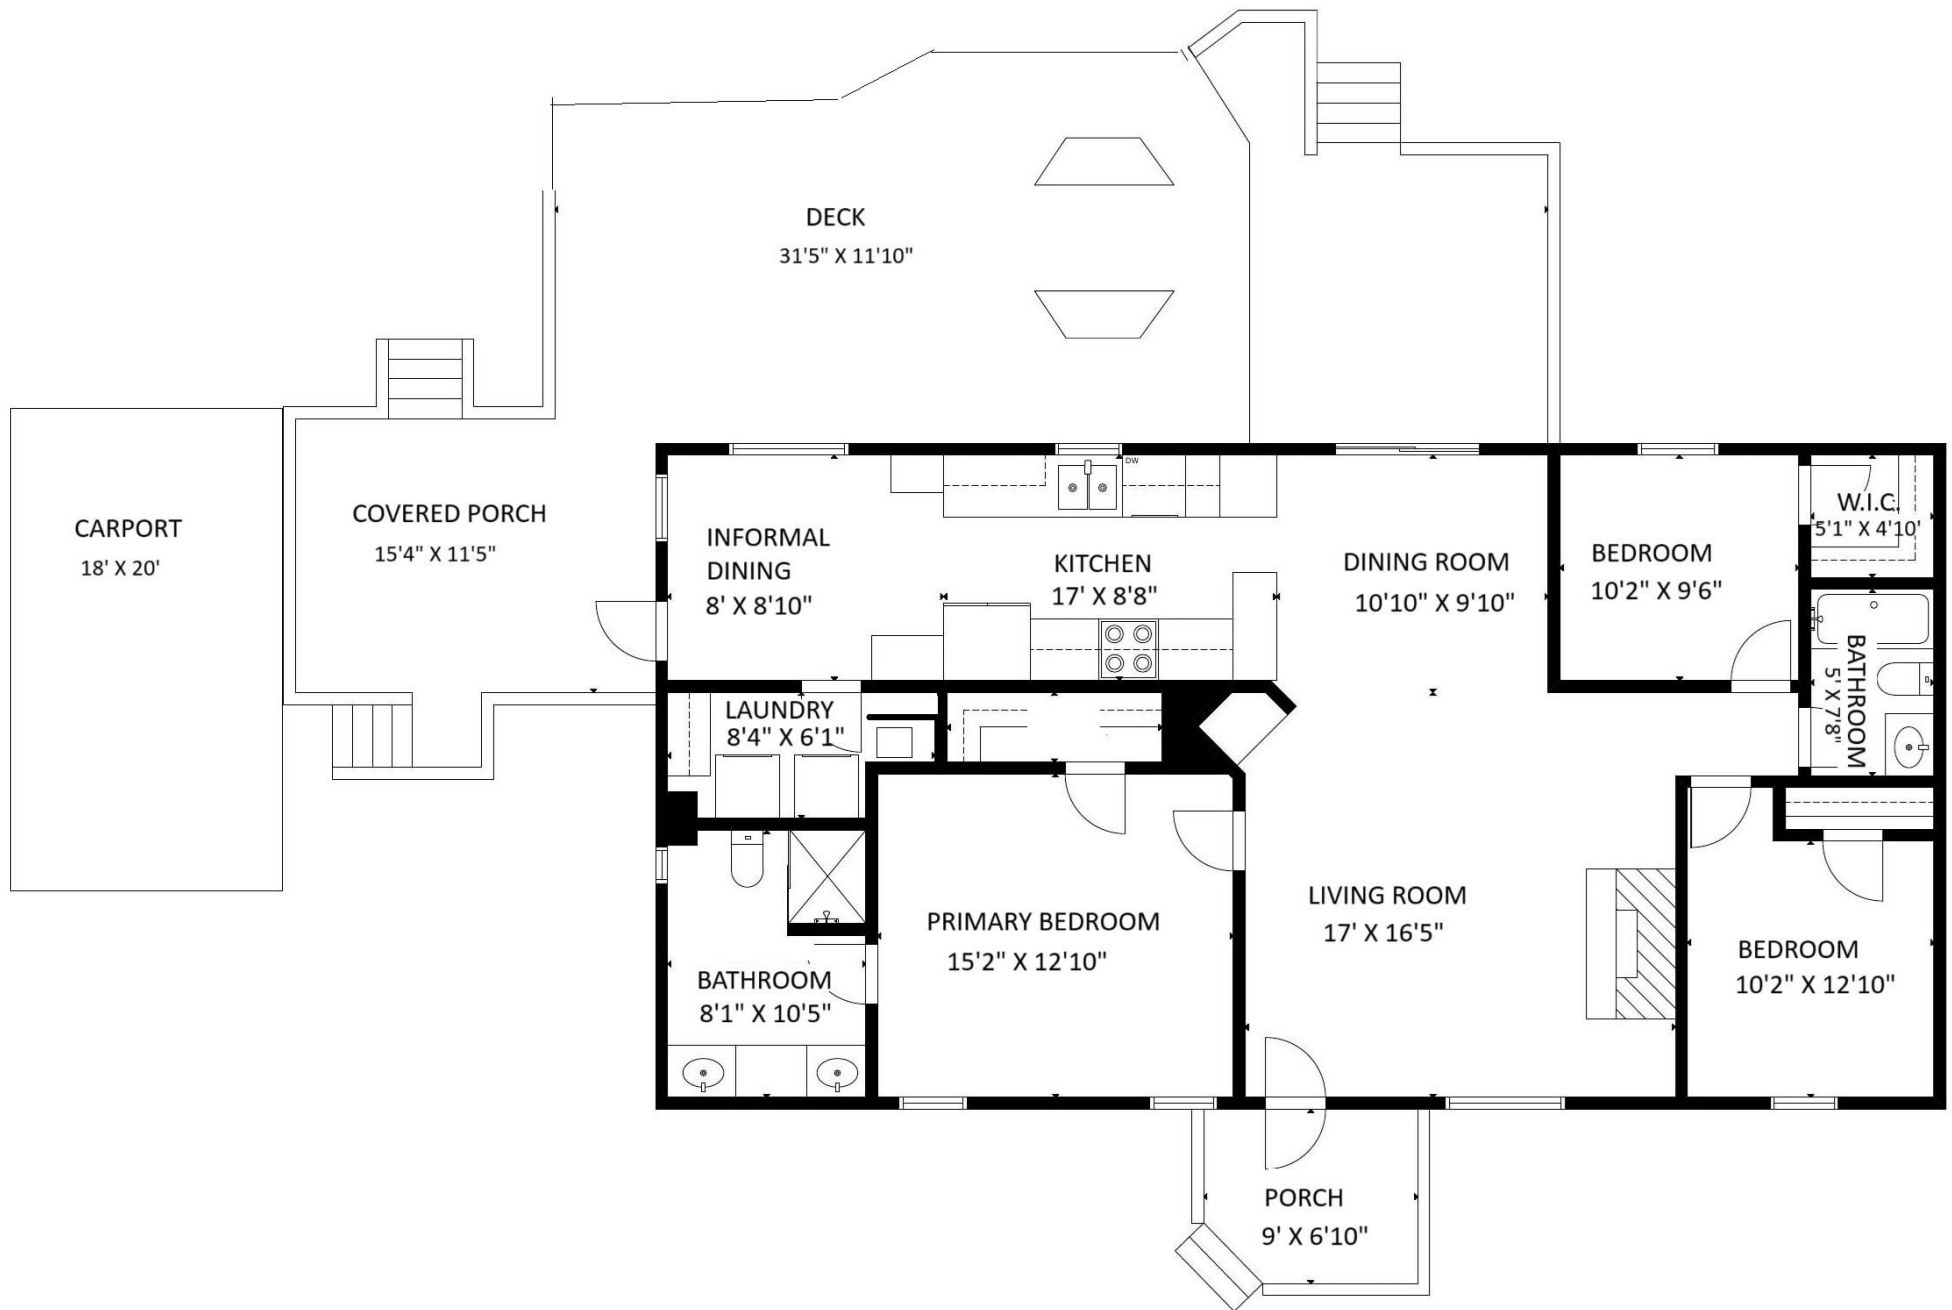 DECK
31'5" X 11'10"
CARPORT
18' X 20'
COVERED PORCH
15'4" X 11'5"
INFORMAL
DINING
8' X 8'10"
DW
KITCHEN
17' X 8'8"
DINING ROOM
10'10" X 9'10"
BEDROOM
10'2" X 9'6"
W.I.C.
5'1" X 4'10'
BATHROOM
5' X 7'8"
LAUNDRY
8'4" X 6'1"
PRIMARY BEDROOM
15'2" X 12'10"
LIVING ROOM
17' X 16'5"
BEDROOM
10'2" X 12'10"
BATHROOM
8'1" X 10'5"
PORCH
9' X 6'10"